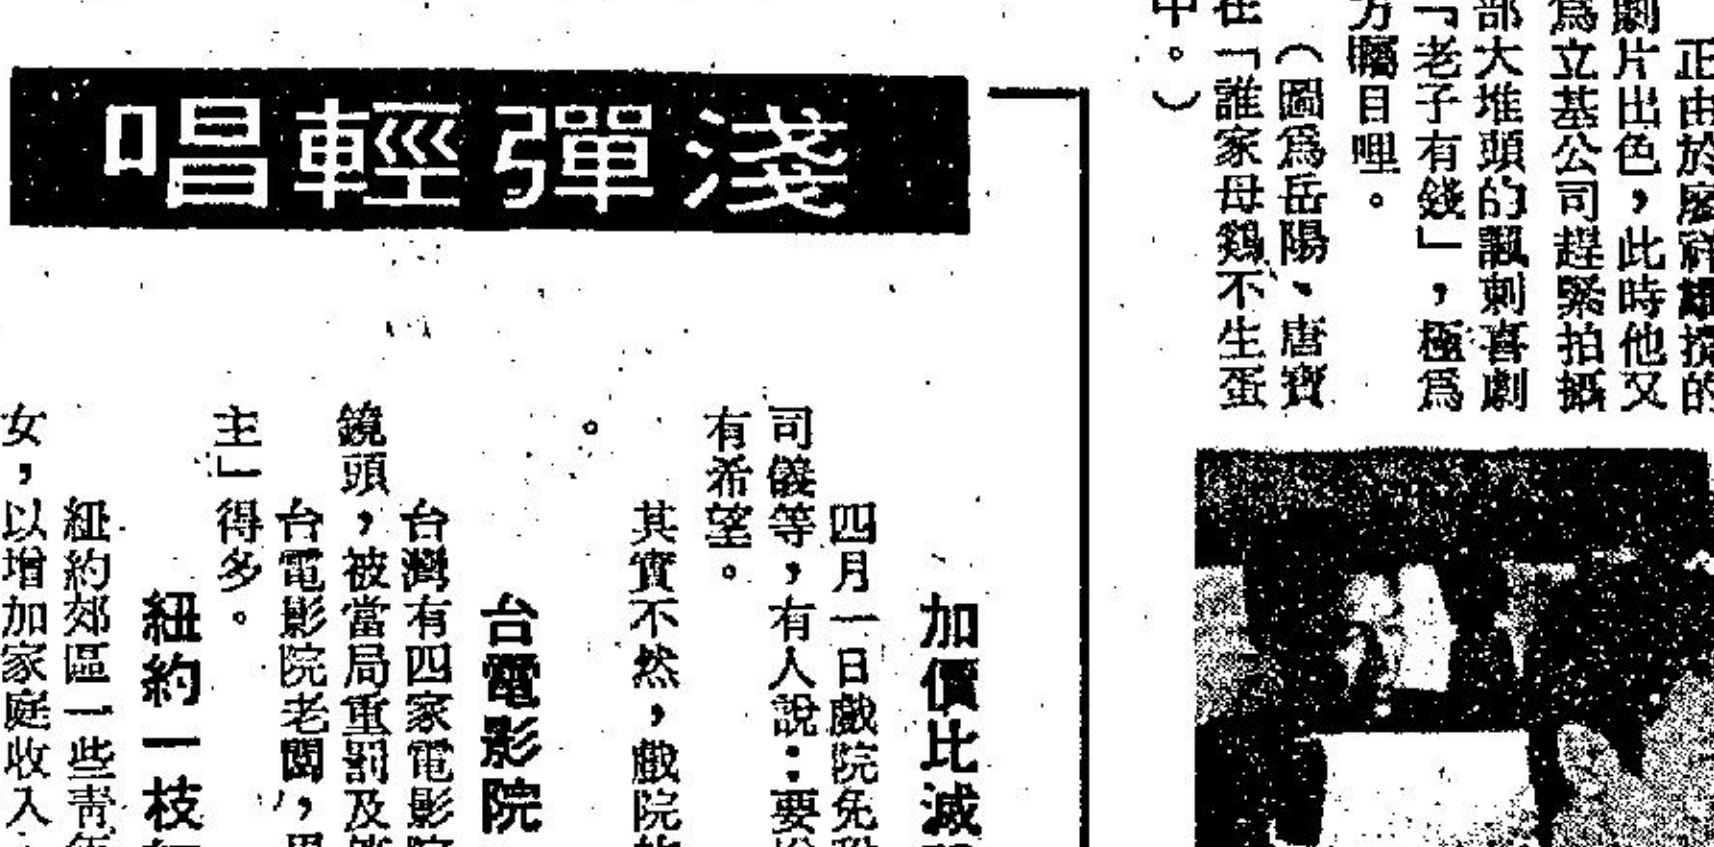 正由於廖祥雄摄的
劇片出色，此時他又
爲立基公司趕緊拍攝
部大堆頭的諷刺喜劇
「老子有錢」，極爲
方矚目哩。
（圖爲岳陽、唐寶
在「誰家母鷄不生蛋
中。）
淺彈輕唱
加價比減
四月一日戲院免
司儀等，有人說：要
有希望。
其實不然，戲院
。
台電影院
台灣有四家電影院
鏡頭，被當局重罰及
台電影院老闆，
主」得多。
紐約一枝
紐約郊區一些青年
女，以增加家庭收入